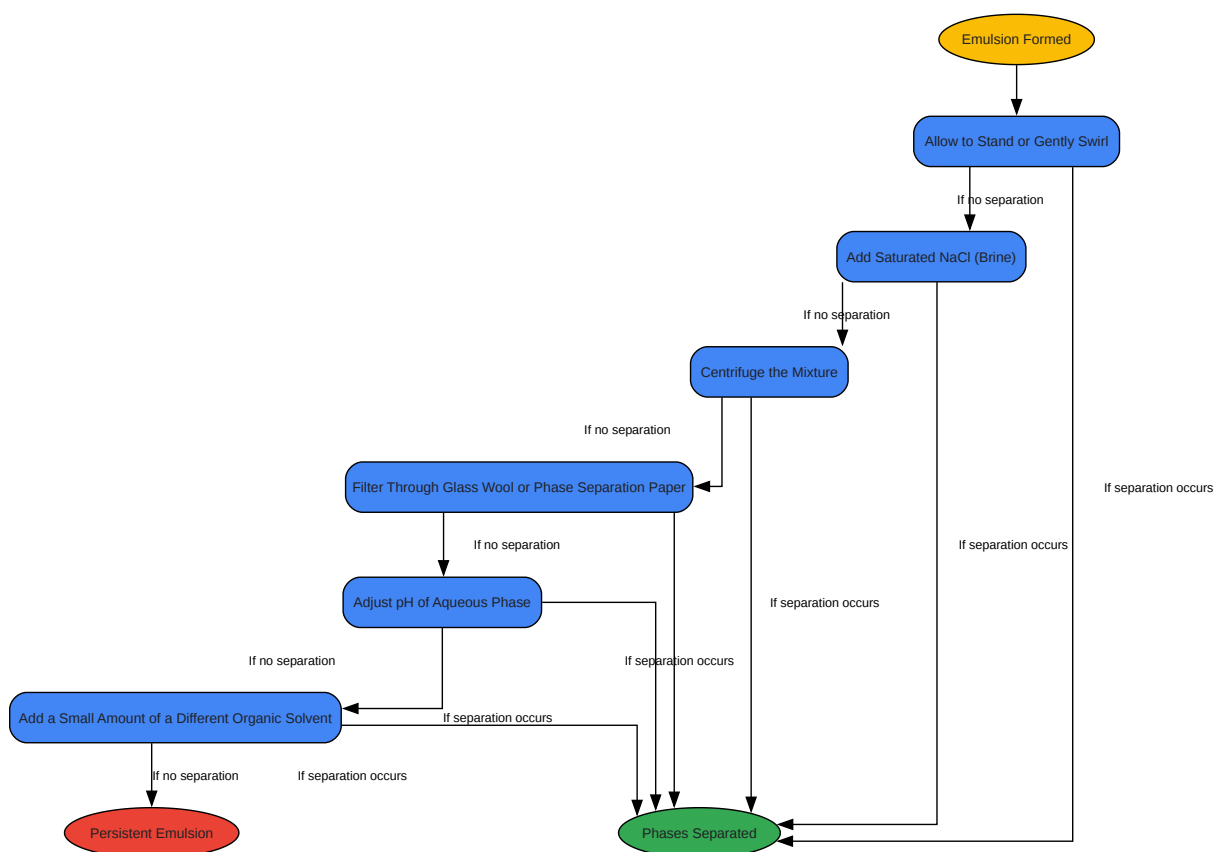 Emulsion Formed
Allow to Stand or Gently Swirl
If no separation
Add Saturated NaCl (Brine)
If no separation
Centrifuge the Mixture
If no separation
Filter Through Glass Wool or Phase Separation Paper
If separation occurs
If no separation
If separation occurs
Adjust pH of Aqueous Phase
If separation occurs
If no separation
If separation occurs
Add a Small Amount of a Different Organic Solvent
If separation occurs
If no separation
If separation occurs
Persistent Emulsion
Phases Separated